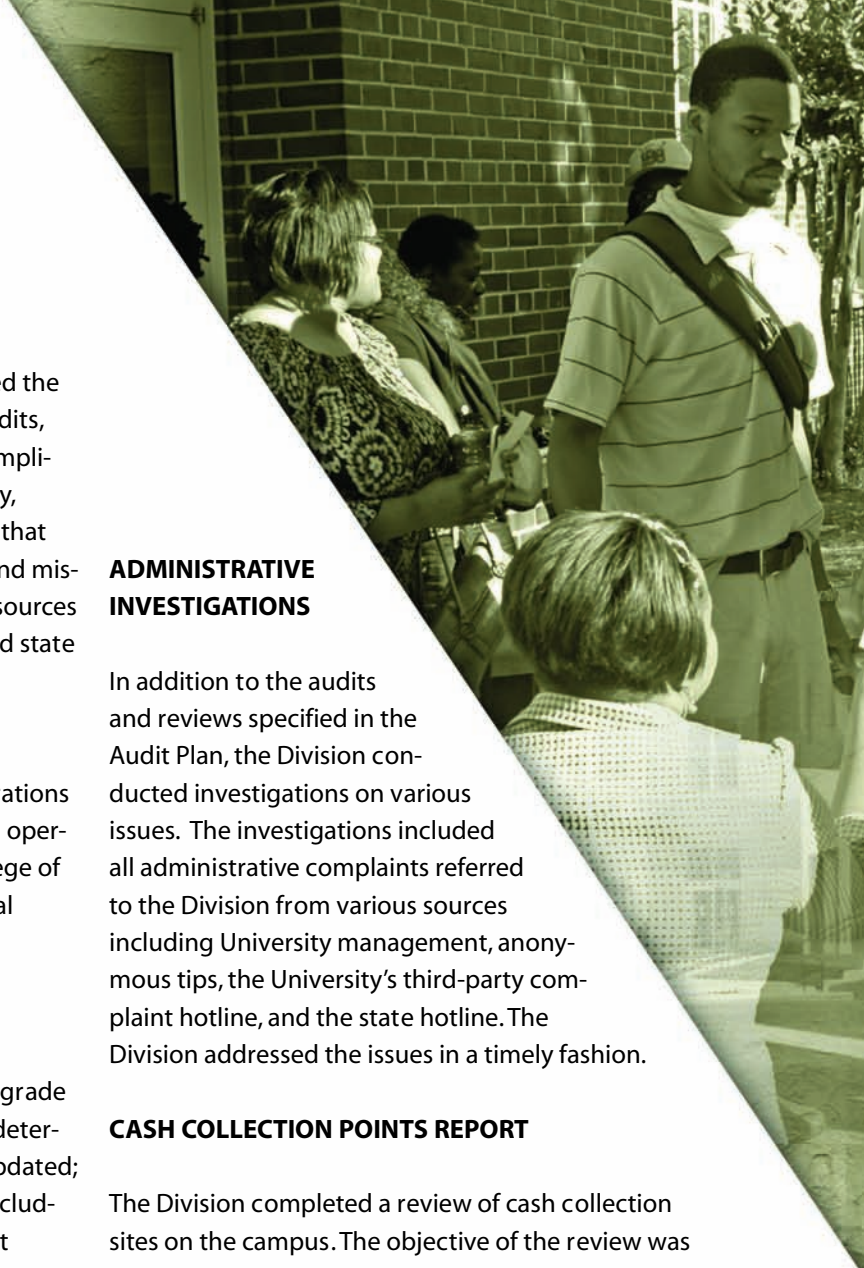 ed the
dits,
mpli-
y,
that
nd mis-
sources
d state
ations
oper-
ege of
al
grade
deter-
pdated;
clud-
t
ADMINISTRATIVE
INVESTIGATIONS
In addition to the audits
and reviews specified in the
Audit Plan, the Division con-
ducted investigations on various
issues. The investigations included
all administrative complaints referred
to the Division from various sources
including University management, anony-
mous tips, the University's third-party com-
plaint hotline, and the state hotline. The
Division addressed the issues in a timely fashion.
CASH COLLECTION POINTS REPORT
The Division completed a review of cash collection
sites on the campus. The objective of the review was